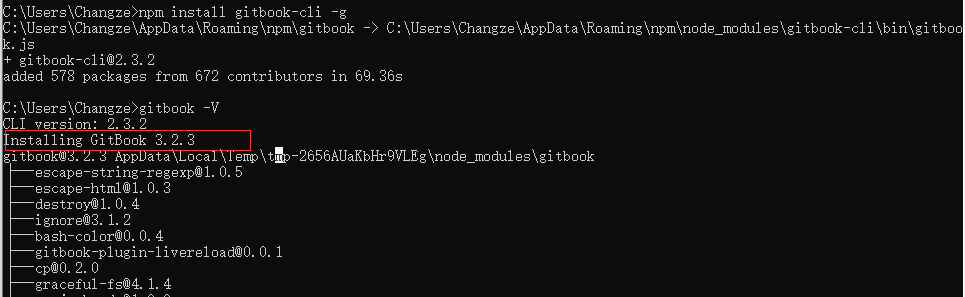 C:\Users\Changze>npm install gitbook-cli -g
C:\Users\Changze\AppData\Roaming\npm\gitbook -> C:\Users\Changze\AppData\Roaming\npm\node_modules\gitbook-cli\bin\gitboo
k.js
+ gitbook-cli@2.3.2
added 578 packages from 672 contributors in 69.36s
C:\Users\Changze>gitbook -V
CLI version: 2.3.2
Installing GitBook 3.2.3
gitbook@3.2.3 AppData\Local\Temp\tmp-2656AUaKbHr9VLEg\node_modules\gitbook
├──escape-string-regexp@1.0.5
├──escape-html@1.0.3
├──destroy@1.0.4
├──ignore@3.1.2
├──bash-color@0.0.4
├──gitbook-plugin-livereload@0.0.1
├──cp@0.2.0
├──graceful-fs@4.1.4